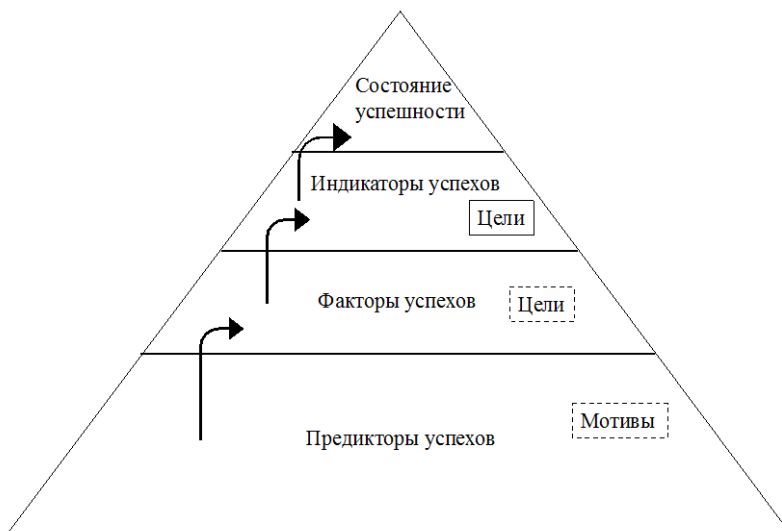 Состояние
успешности
Индикаторы успехов
Цели
Факторы успехов
Цели
Мотивы
Предикторы успехов